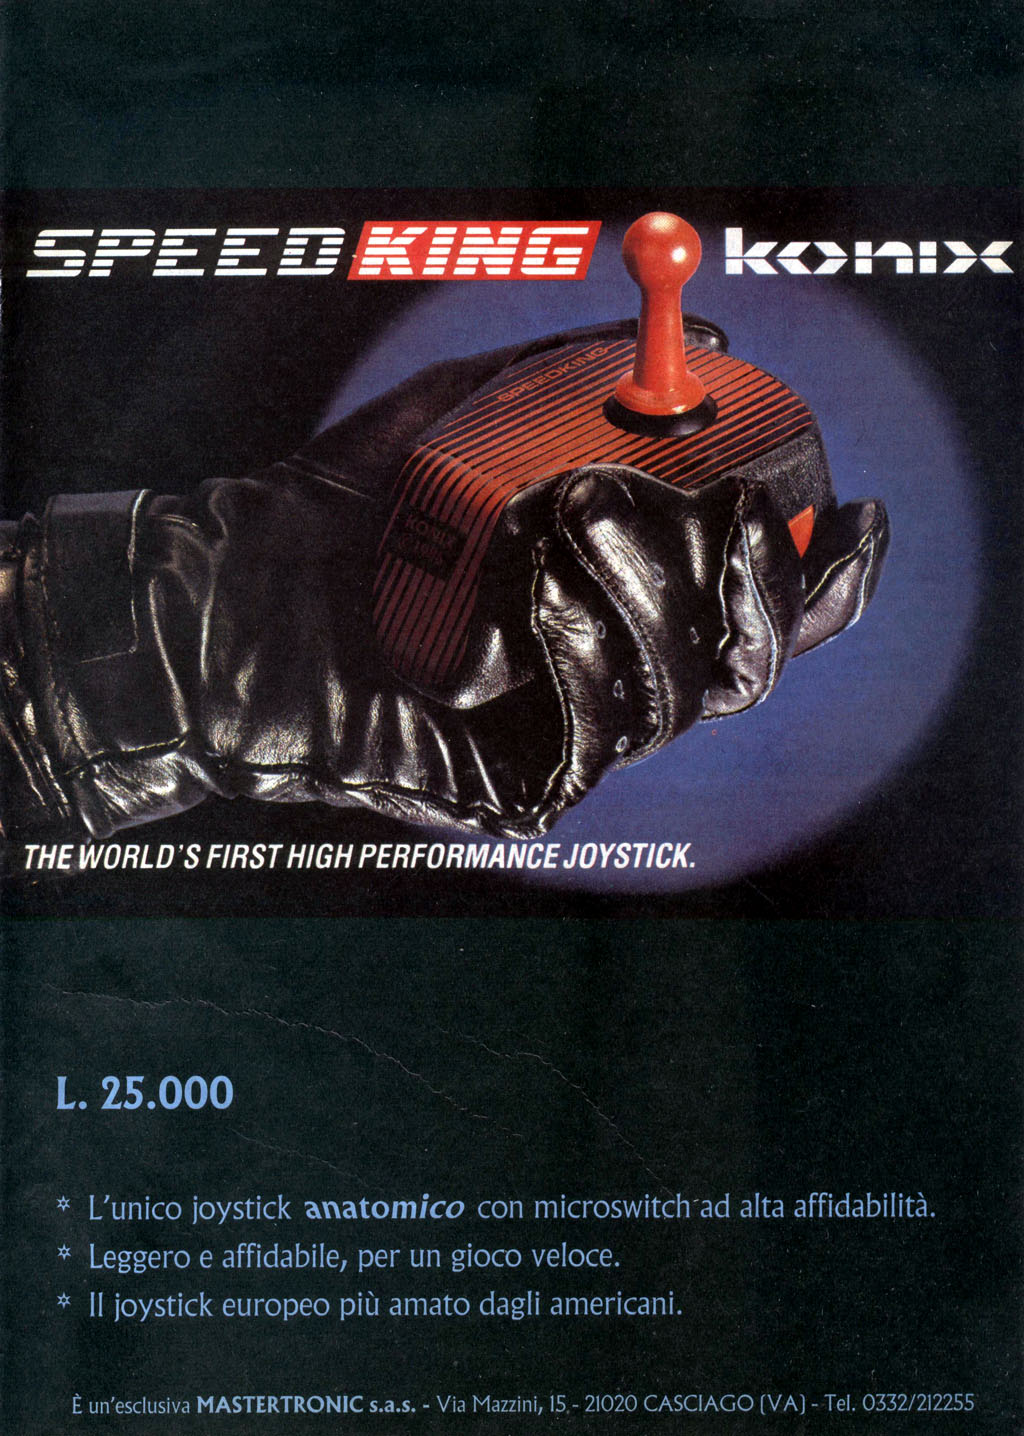 SPEEDKING konix
SPEEDKING
KONIX
THE WORLD'S FIRST HIGH PERFORMANCE JOYSTICK.
L. 25.000
* L'unico joystick anatomico con microswitch ad alta affidabilità.
* Leggero e affidabile, per un gioco veloce.
* Il joystick europeo più amato dagli americani.
È un'esclusiva MASTERTRONIC s.a.s. - Via Mazzini, 15 - 21020 CASCIAGO (VA) - Tel. 0332/212255